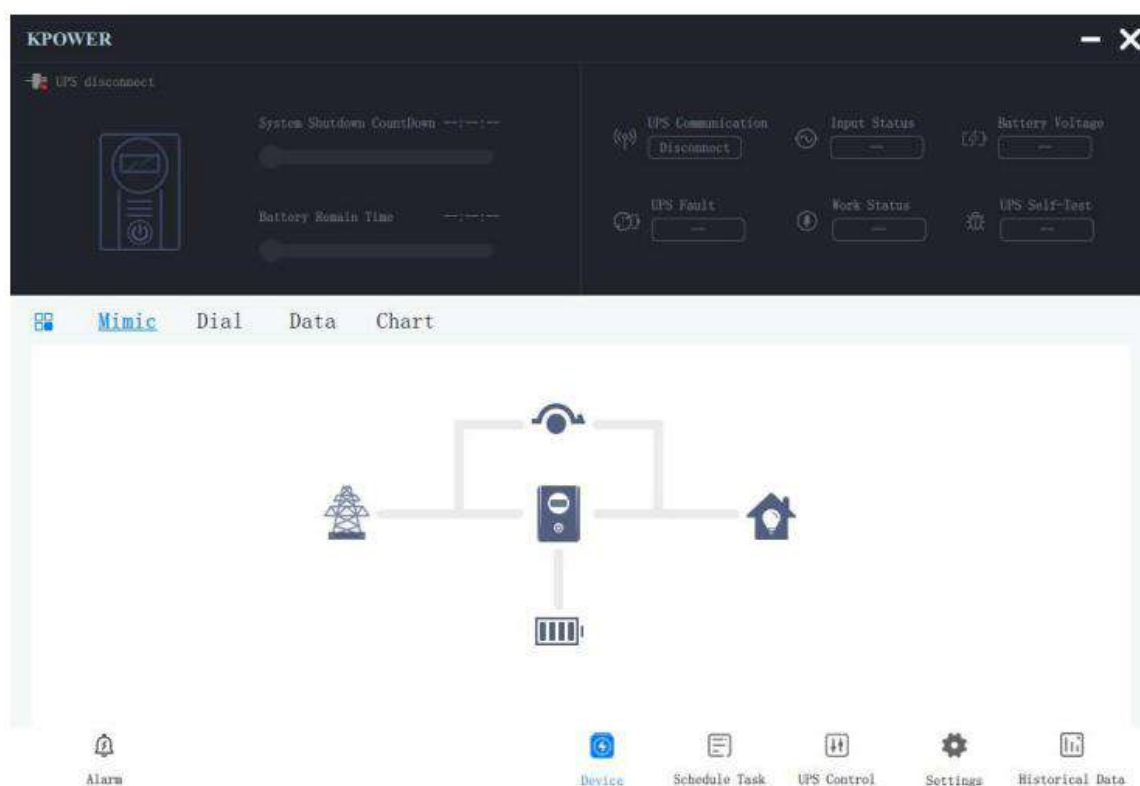 KPOWER
UPS disconnect
System Shutdown CountDown --:--:--
Battery Remain Time --:--:--
UPS Communication
Disconnect
Input Status
--
Battery Voltage
--
UPS Fault
--
Work Status
--
UPS Self-Test
--
Mimic Dial Data Chart
Alarm Device Schedule Task UPS Control Settings Historical Data